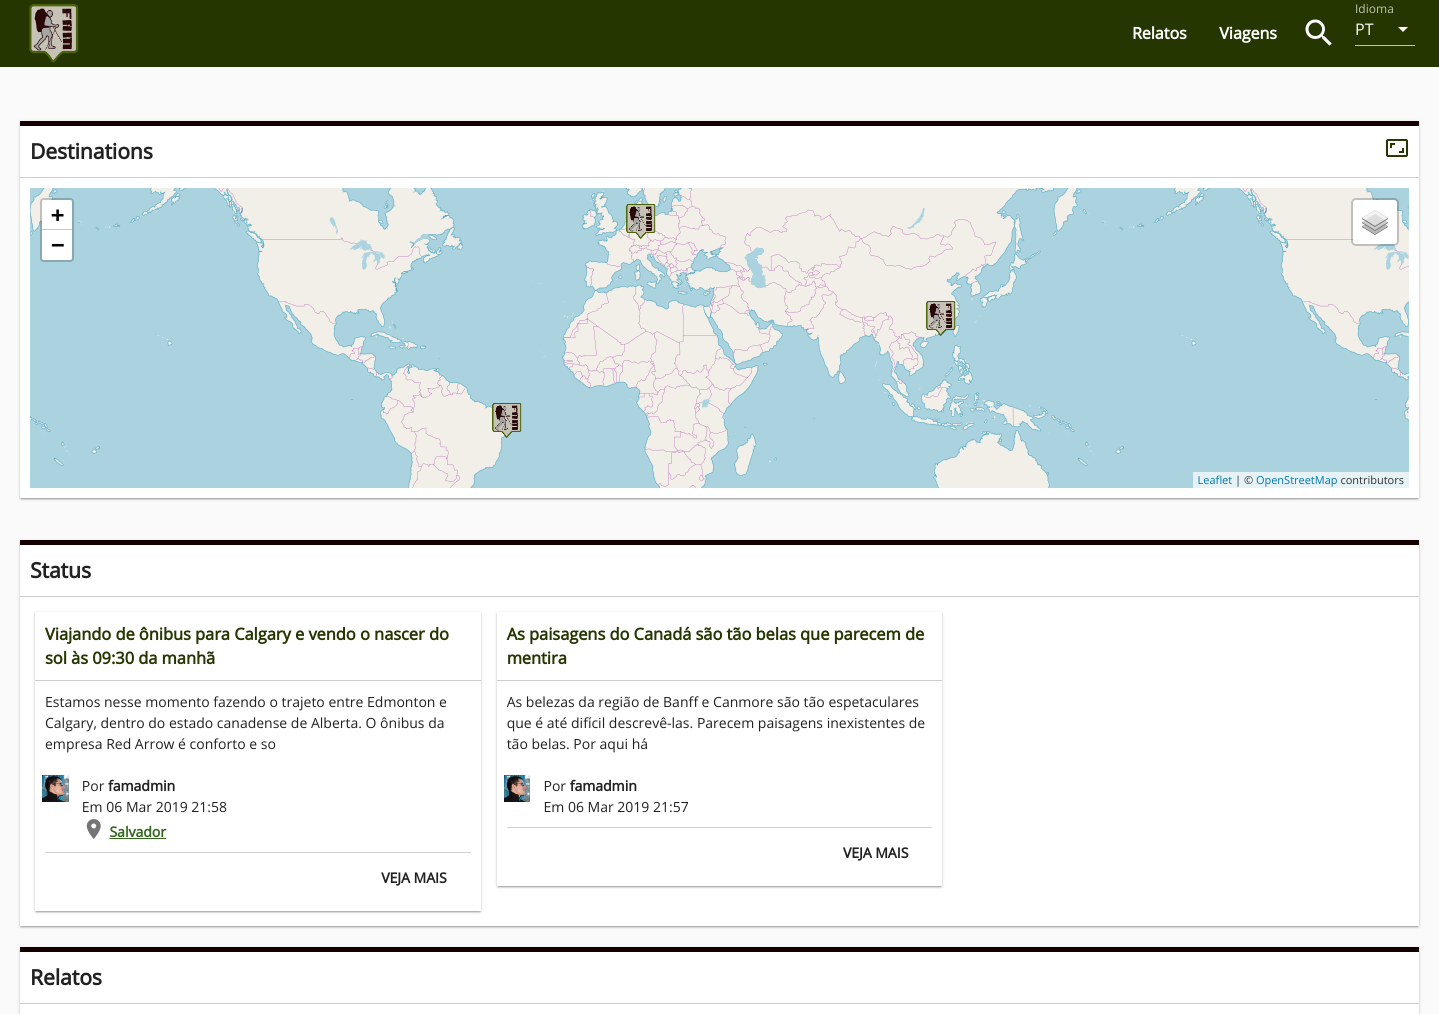 Relatos
Viagens
Idioma
PT
Destinations
+
−
Leaflet | © OpenStreetMap contributors
Status
Viajando de ônibus para Calgary e vendo o nascer do
sol às 09:30 da manhã
Estamos nesse momento fazendo o trajeto entre Edmonton e
Calgary, dentro do estado canadense de Alberta. O ônibus da
empresa Red Arrow é conforto e so
Por famadmin
Em 06 Mar 2019 21:58
Salvador
VEJA MAIS
As paisagens do Canadá são tão belas que parecem de
mentira
As belezas da região de Banff e Canmore são tão espetaculares
que é até difícil descrevê-las. Parecem paisagens inexistentes de
tão belas. Por aqui há
Por famadmin
Em 06 Mar 2019 21:57
VEJA MAIS
Relatos